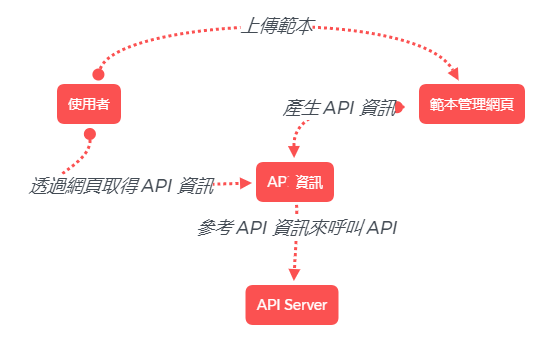 上傳範本
使用者
範本管理網頁
產生 API 資訊
透過網頁取得 API 資訊
API 資訊
參考 API 資訊來呼叫 API
API Server